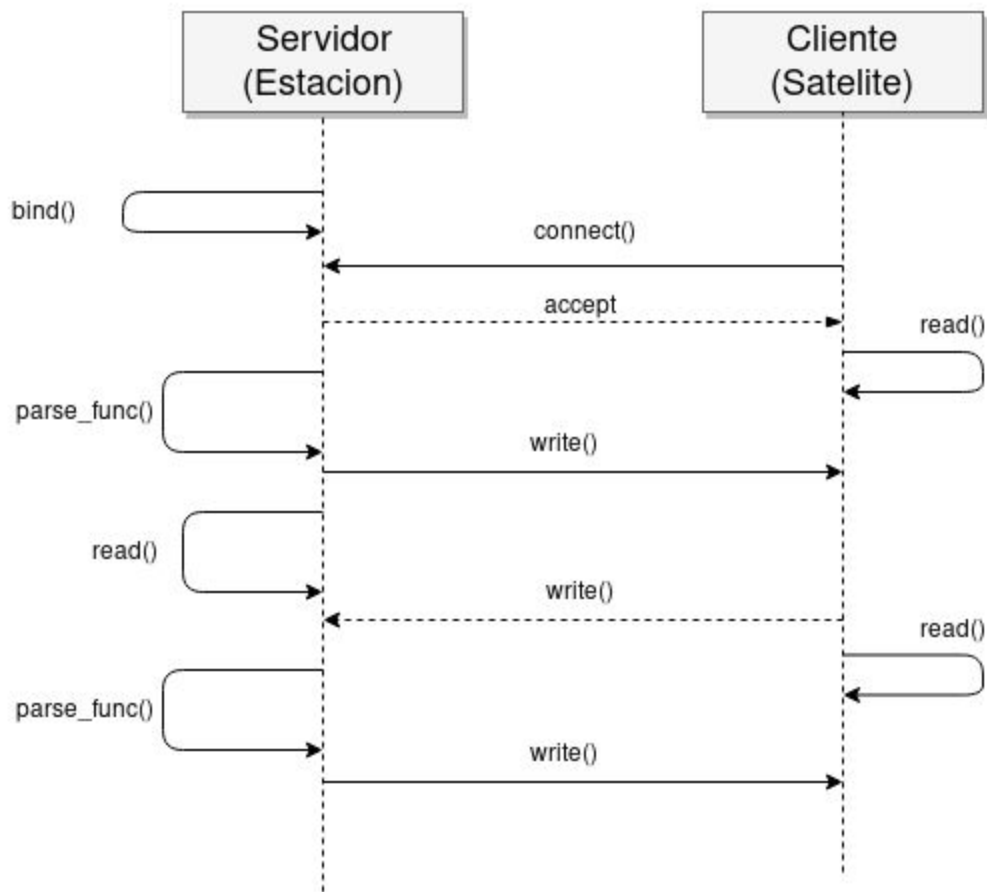 Servidor
(Estacion)
Cliente
(Satelite)
bind()
connect()
accept
read()
parse_func()
write()
read()
write()
read()
parse_func()
write()